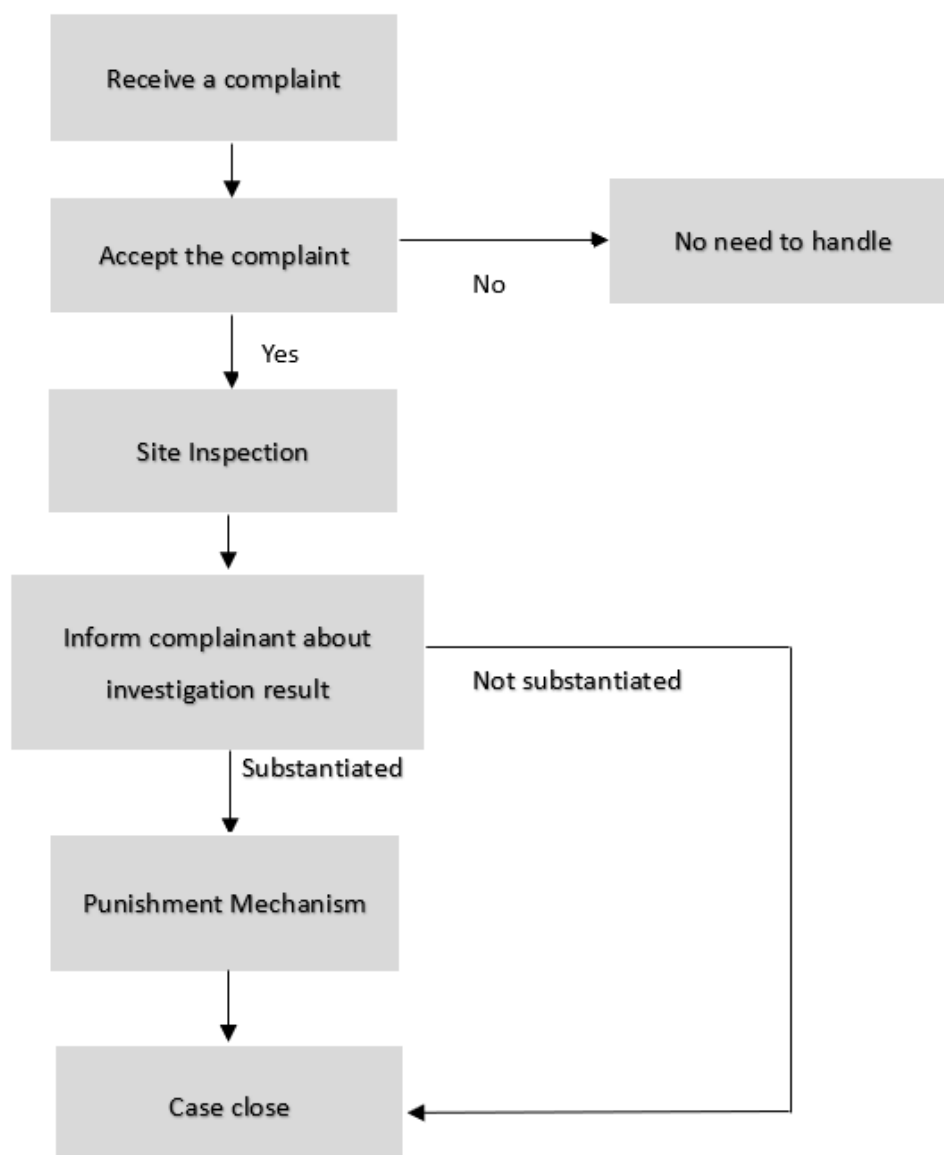 Receive a complaint
Accept the complaint
No need to handle
No
Yes
Site Inspection
Inform complainant about
investigation result
Not substantiated
Substantiated
Punishment Mechanism
Case close